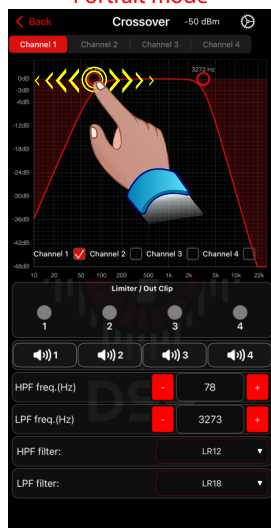 Portrait mode
Back Crossover -50 dBm
Channel 1 Channel 2 Channel 3 Channel 4
3273 Hz
0dB
-3dB
-6dB
-12dB
-18dB
-24dB
-30dB
-36dB
-42dB
Channel 1 Channel 2 Channel 3 Channel 4
-48dB
10 20 50 100 200 500 1k 2k 5k 10k 22k
Limiter / Out Clip
1 2 3 4
1 2 3 4
HPF freq.(Hz) - 78 +
LPF freq.(Hz) - 3273 +
HPF filter: LR12
LPF filter: LR18